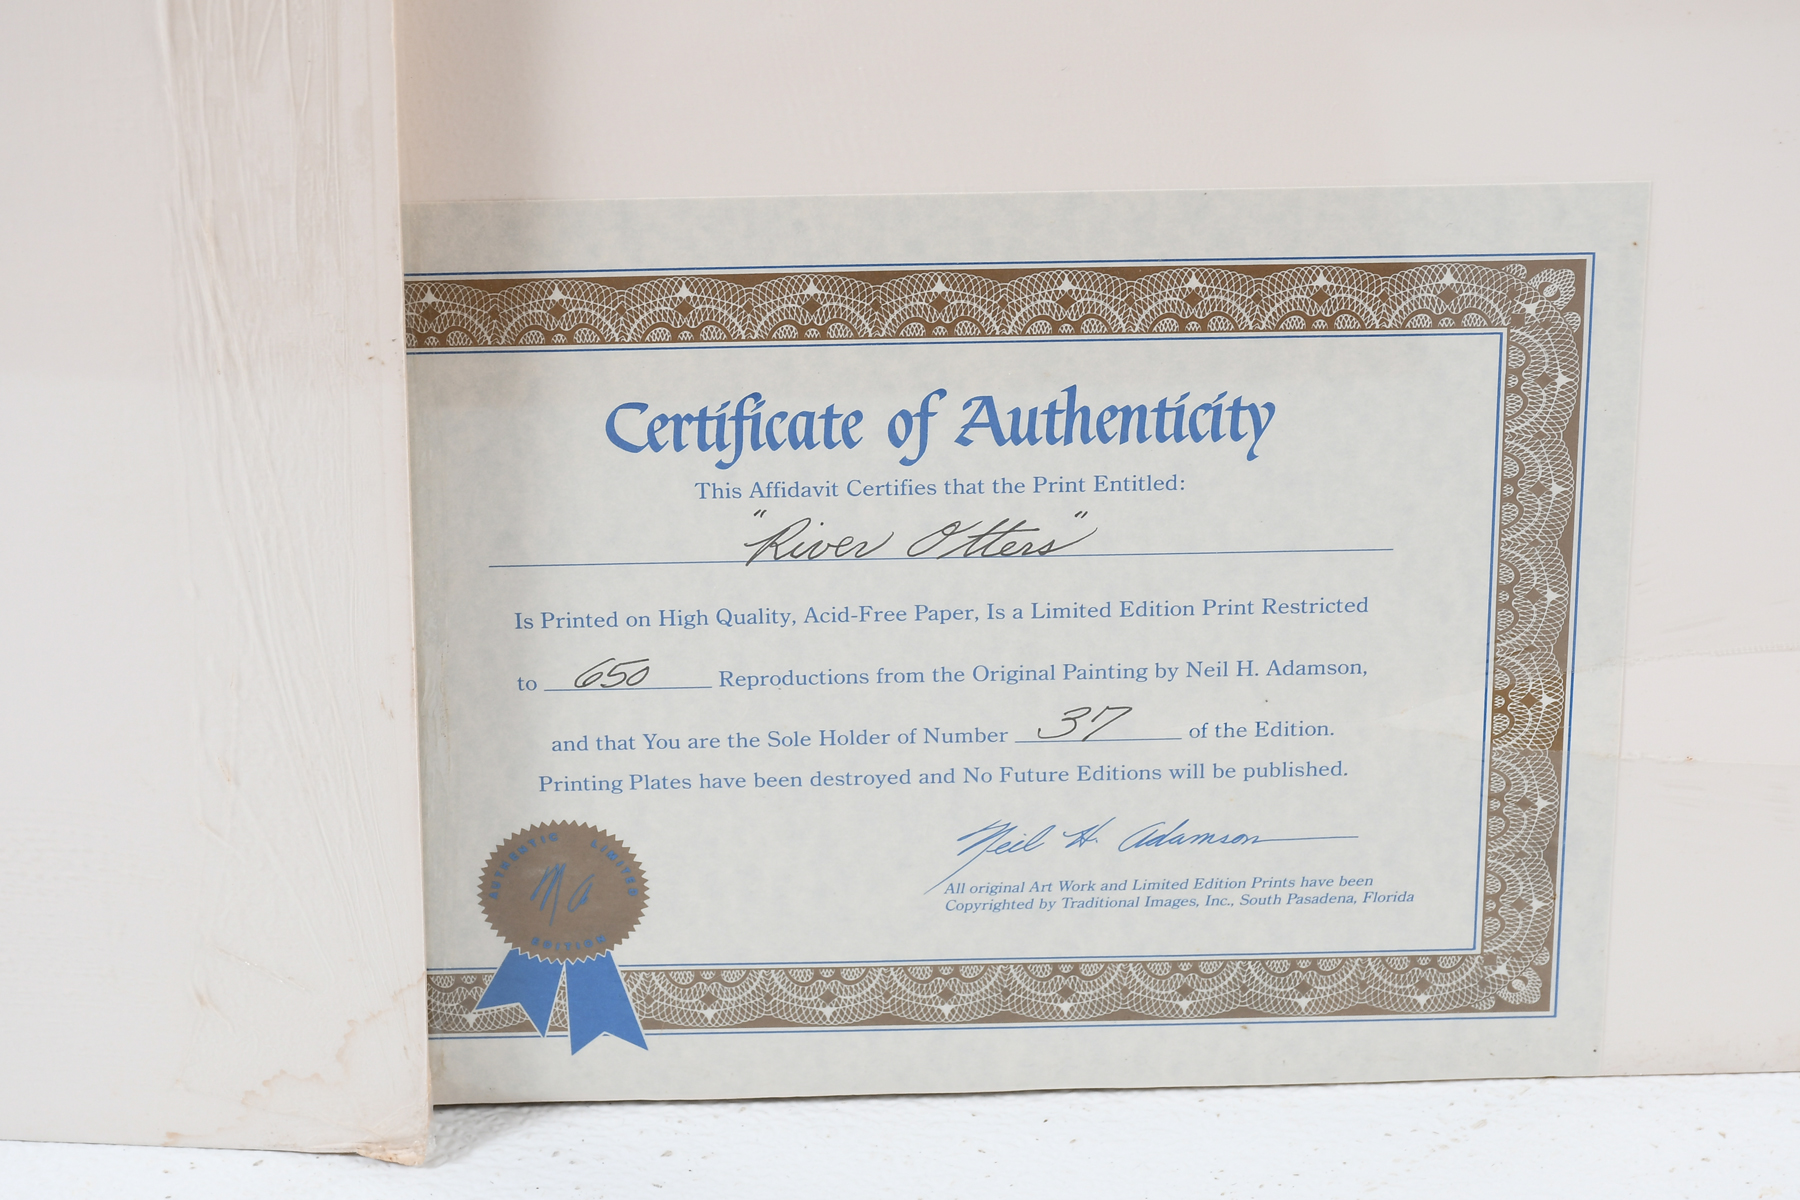 Certificate of Authenticity
This Affidavit Certifies that the Print Entitled:
"River Otters"
Is Printed on High Quality, Acid-Free Paper, Is a Limited Edition Print Restricted
to 650 Reproductions from the Original Painting by Neil H. Adamson,
and that You are the Sole Holder of Number 37 of the Edition.
Printing Plates have been destroyed and No Future Editions will be published.
AUTHENTIC LIMITED
NA
EDITION
Neil H. Adamson
All original Art Work and Limited Edition Prints have been
Copyrighted by Traditional Images, Inc., South Pasadena, Florida